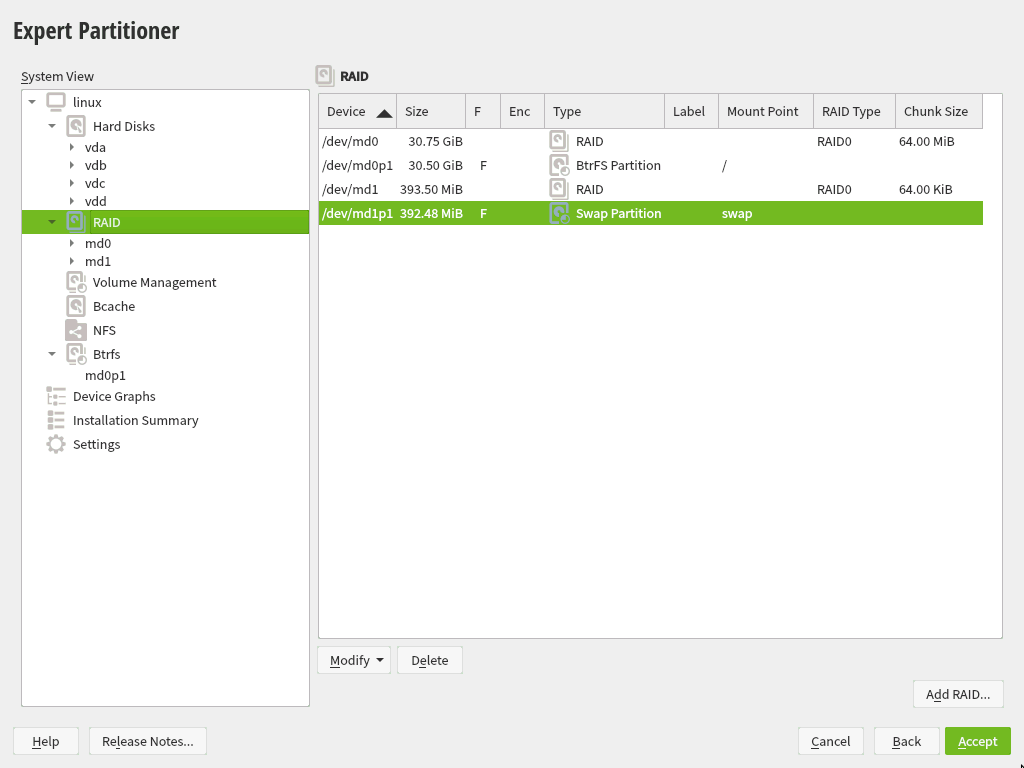 Expert Partitioner
System View
linux
Hard Disks
vda
vdb
vdc
vdd
RAID
md0
md1
Volume Management
Bcache
NFS
Btrfs
md0p1
Device Graphs
Installation Summary
Settings
RAID
Device Size F Enc Type Label Mount Point RAID Type Chunk Size
/dev/md0 30.75 GiB RAID RAID0 64.00 MiB
/dev/md0p1 30.50 GiB F BtrFS Partition /
/dev/md1 393.50 MiB RAID RAID0 64.00 KiB
/dev/md1p1 392.48 MiB F Swap Partition swap
Modify Delete
Add RAID...
Help Release Notes... Cancel Back Accept